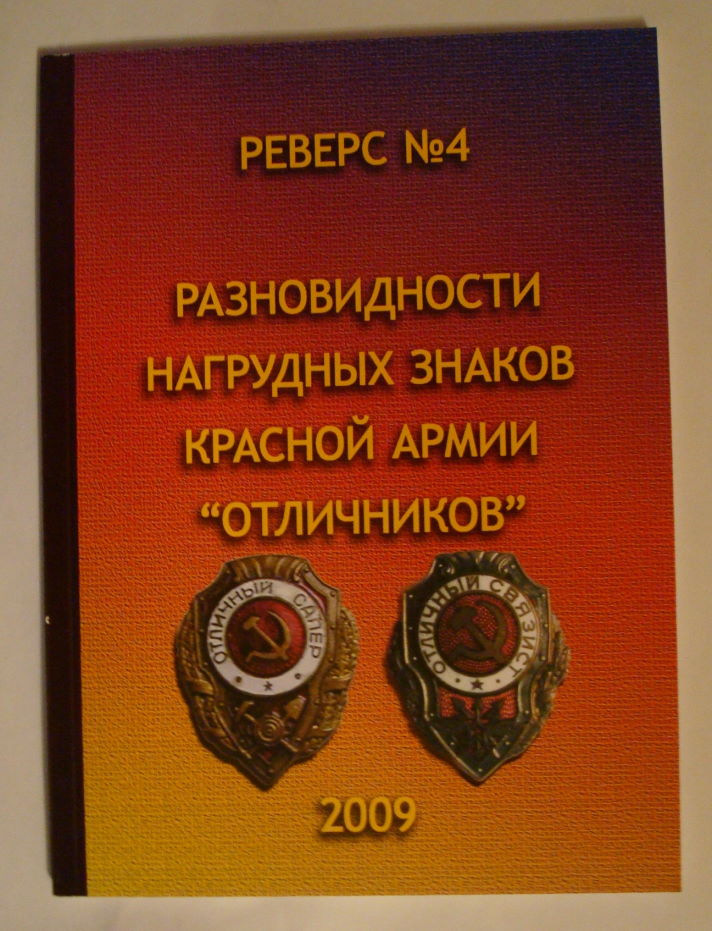 РЕВЕРС №4
РАЗНОВИДНОСТИ
НАГРУДНЫХ ЗНАКОВ
КРАСНОЙ АРМИИ
“ОТЛИЧНИКОВ”
ОТЛИЧНЫЙ САПЕР
ОТЛИЧНЫЙ СВЯЗИСТ
2009